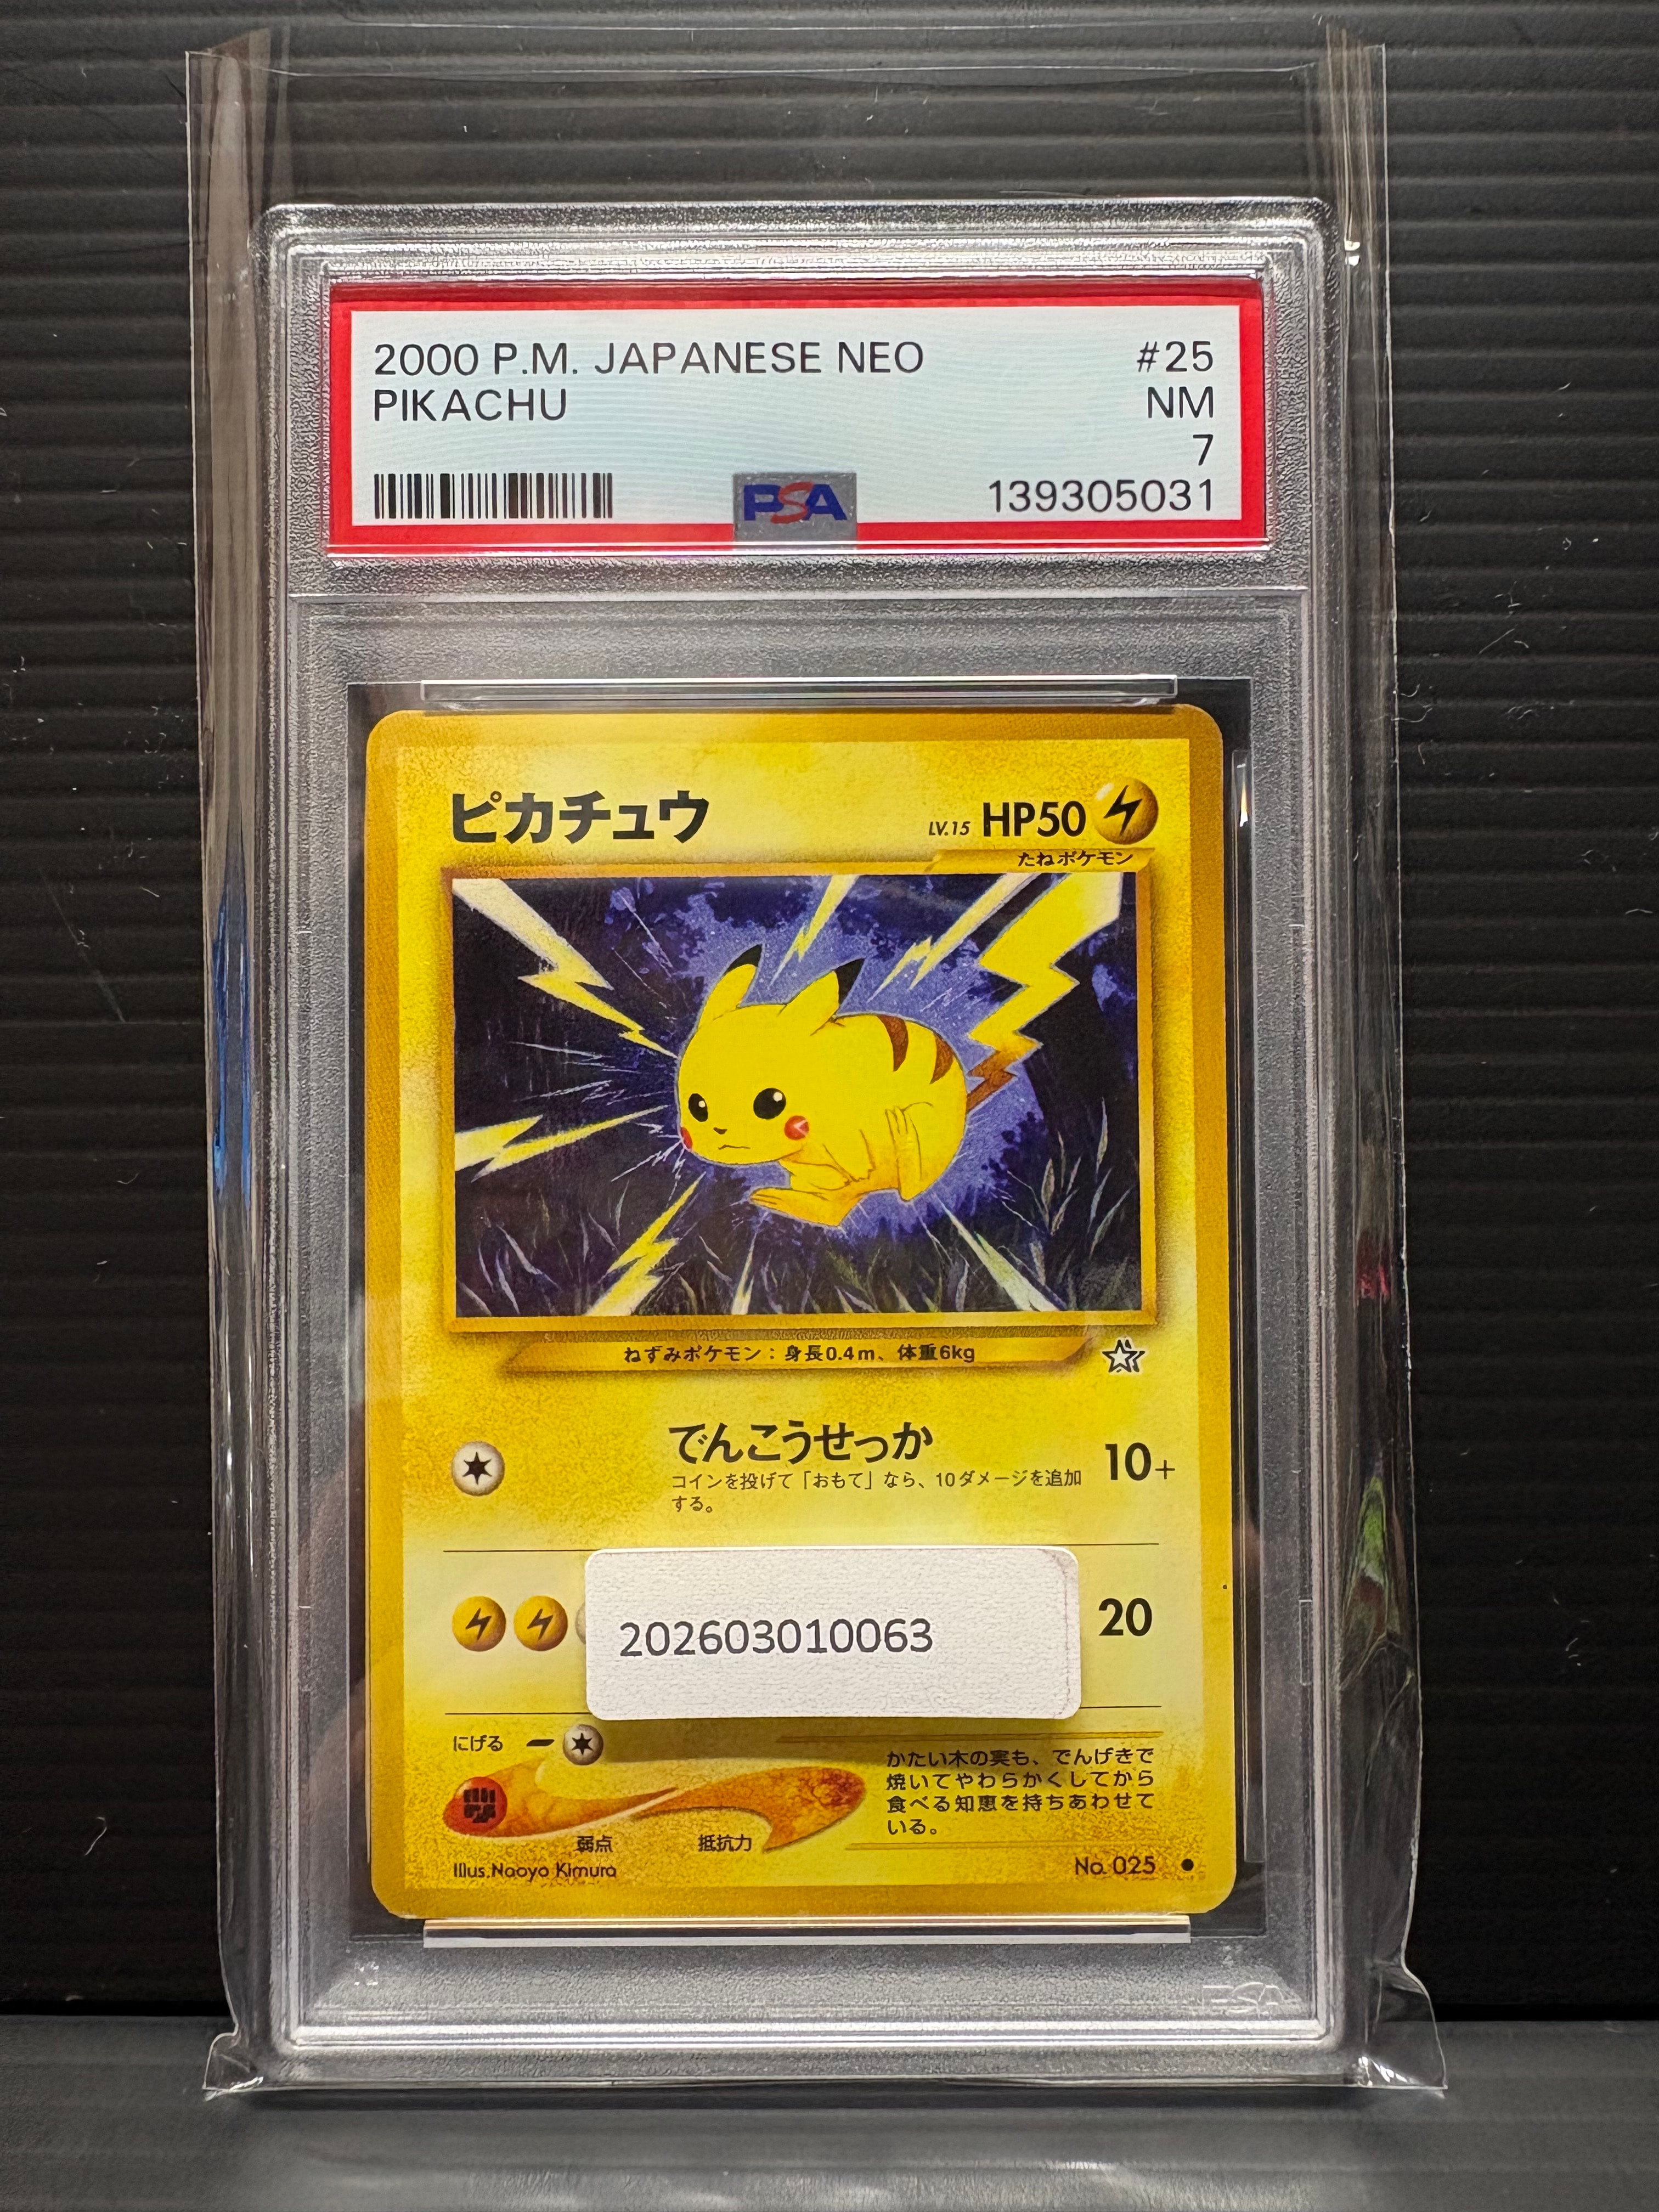 2000 P.M. JAPANESE NEO #25
PIKACHU NM
7
PSA 139305031
ピカチュウ LV.15 HP50
たねポケモン
ねずみポケモン：身長0.4m、体重6kg
でんこうせっか 10+
コインを投げて「おもて」なら、10ダメージを追加
する。
202603010063 20
にげる
かたい木の実も、でんげきで
焼いてやわらかくしてから
食べる知恵を持ちあわせて
いる。
弱点 抵抗力
Illus.Naoyo Kimura No. 025 ●
PSA